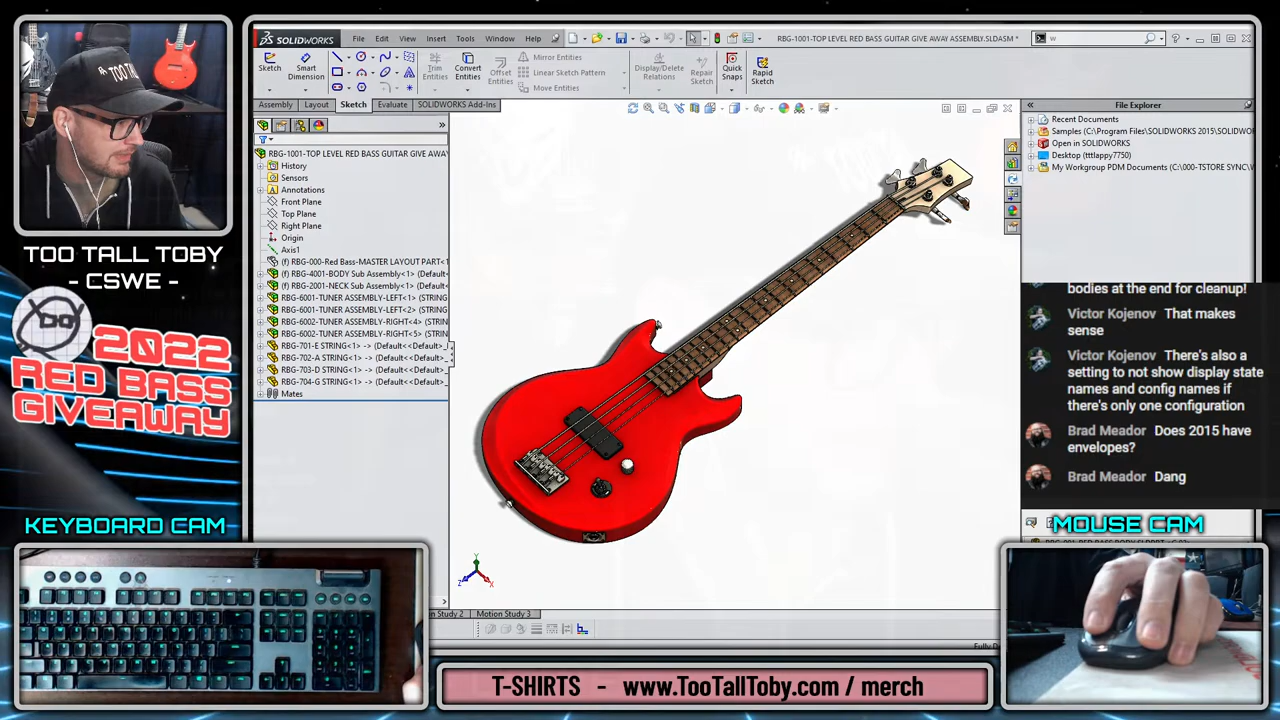 TOO TALL
TOO TALL TOBY
- CSWE -
2022
RED BASS
GIVEAWAY
KEYBOARD CAM
SOLIDWORKS
File Edit View Insert Tools Window Help
RBG-1001-TOP LEVEL RED BASS GUITAR GIVE AWAY ASSEMBLY.SLDASM *
w
Sketch
Smart Dimension
Trim Entities
Convert Entities
Offset Entities
Mirror Entities
Linear Sketch Pattern
Move Entities
Display/Delete Relations
Repair Sketch
Quick Snaps
Rapid Sketch
Assembly Layout Sketch Evaluate SOLIDWORKS Add-Ins
RBG-1001-TOP LEVEL RED BASS GUITAR GIVE AWAY
History
Sensors
Annotations
Front Plane
Top Plane
Right Plane
Origin
Axis1
(f) RBG-000-Red Bass-MASTER LAYOUT PART<1
(f) RBG-4001-BODY Sub Assembly<1> (Default<
(f) RBG-2001-NECK Sub Assembly<1> (Default<
RBG-6001-TUNER ASSEMBLY-LEFT<1> (STRING
RBG-6001-TUNER ASSEMBLY-LEFT<2> (STRING
RBG-6002-TUNER ASSEMBLY-RIGHT<4> (STRING
RBG-6002-TUNER ASSEMBLY-RIGHT<5> (STRING
RBG-701-E STRING<1> -> (Default<<Default>_
RBG-702-A STRING<1> -> (Default<<Default>_
RBG-703-D STRING<1> -> (Default<<Default>_
RBG-704-G STRING<1> -> (Default<<Default>_
Mates
Y
Z
X
Motion Study 2 Motion Study 3
File Explorer
Recent Documents
Samples (C:\Program Files\SOLIDWORKS 2015\SOLIDWO
Open in SOLIDWORKS
Desktop (tttlappy7750)
My Workgroup PDM Documents (C:\000-TSTORE SYNC\W
bodies at the end for cleanup!
Victor Kojenov That makes
sense
Victor Kojenov There's also a
setting to not show display state
names and config names if
there's only one configuration
Brad Meador Does 2015 have
envelopes?
Brad Meador Dang
MOUSE CAM
T-SHIRTS - www.TooTallToby.com / merch